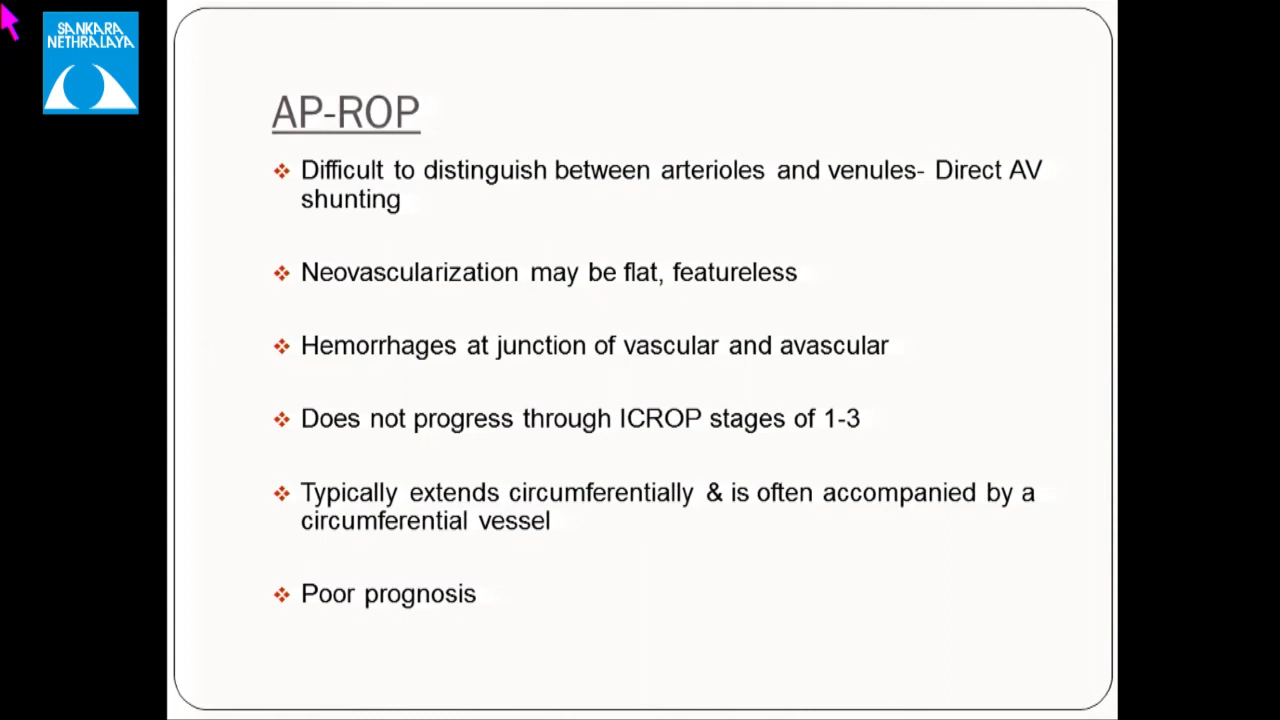 SANKARA
NETHRALAYA
AP-ROP
Difficult to distinguish between arterioles and venules- Direct AV
shunting
Neovascularization may be flat, featureless
Hemorrhages at junction of vascular and avascular
Does not progress through ICROP stages of 1-3
Typically extends circumferentially & is often accompanied by a
circumferential vessel
Poor prognosis